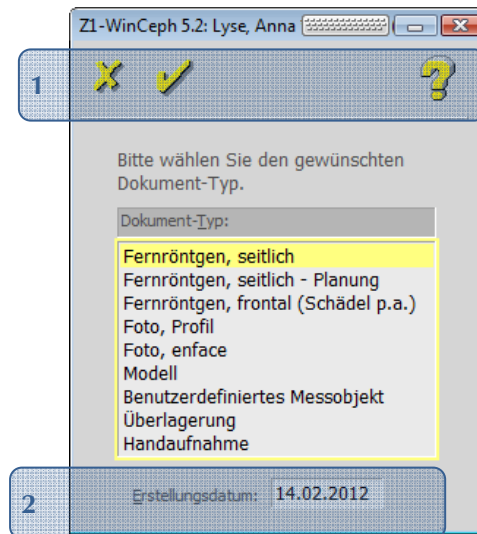 Z1-WinCeph 5.2: Lyse, Anna
1
Bitte wählen Sie den gewünschten
Dokument-Typ.
Dokument-Typ:
Fernröntgen, seitlich
Fernröntgen, seitlich - Planung
Fernröntgen, frontal (Schädel p.a.)
Foto, Profil
Foto, enface
Modell
Benutzerdefiniertes Messobjekt
Überlagerung
Handaufnahme
2
Erstellungsdatum: 14.02.2012